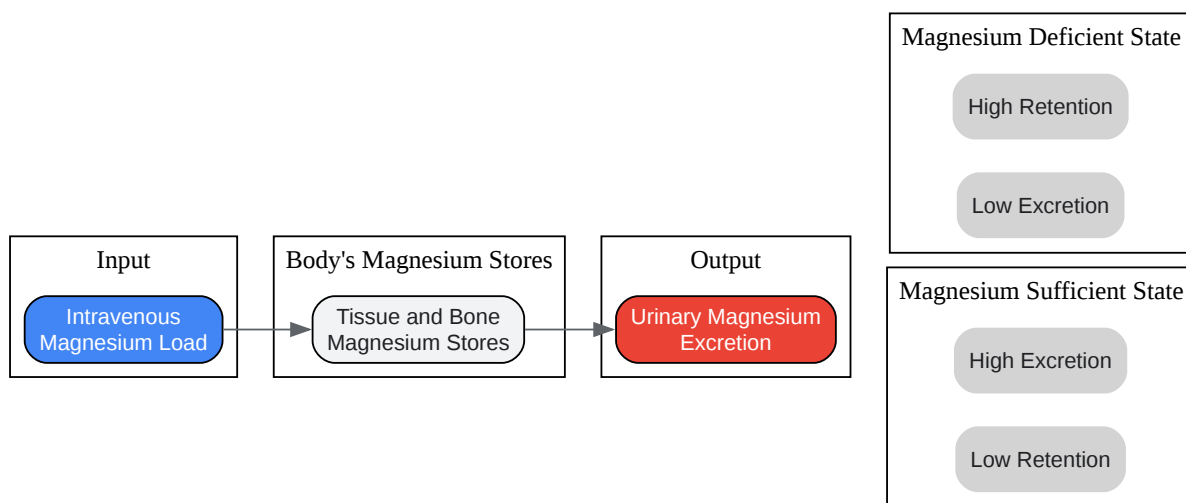 Input
Intravenous
Magnesium Load
Body's Magnesium Stores
Tissue and Bone
Magnesium Stores
Output
Urinary Magnesium
Excretion
Magnesium Deficient State
High Retention
Low Excretion
Magnesium Sufficient State
High Excretion
Low Retention